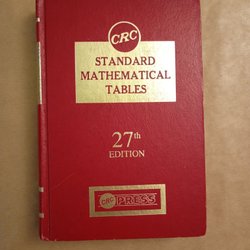 CRC
STANDARD
MATHEMATICAL
TABLES
27th
EDITION
CRC PRESS